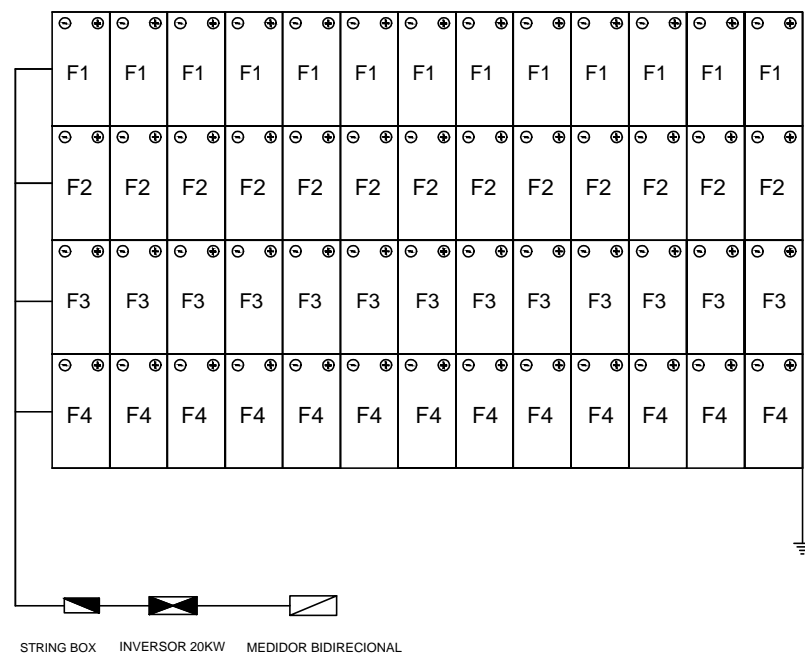 F1 F1 F1 F1 F1 F1 F1 F1 F1 F1 F1 F1 F1
F2 F2 F2 F2 F2 F2 F2 F2 F2 F2 F2 F2 F2
F3 F3 F3 F3 F3 F3 F3 F3 F3 F3 F3 F3 F3
F4 F4 F4 F4 F4 F4 F4 F4 F4 F4 F4 F4 F4
STRING BOX INVERSOR 20KW MEDIDOR BIDIRECIONAL